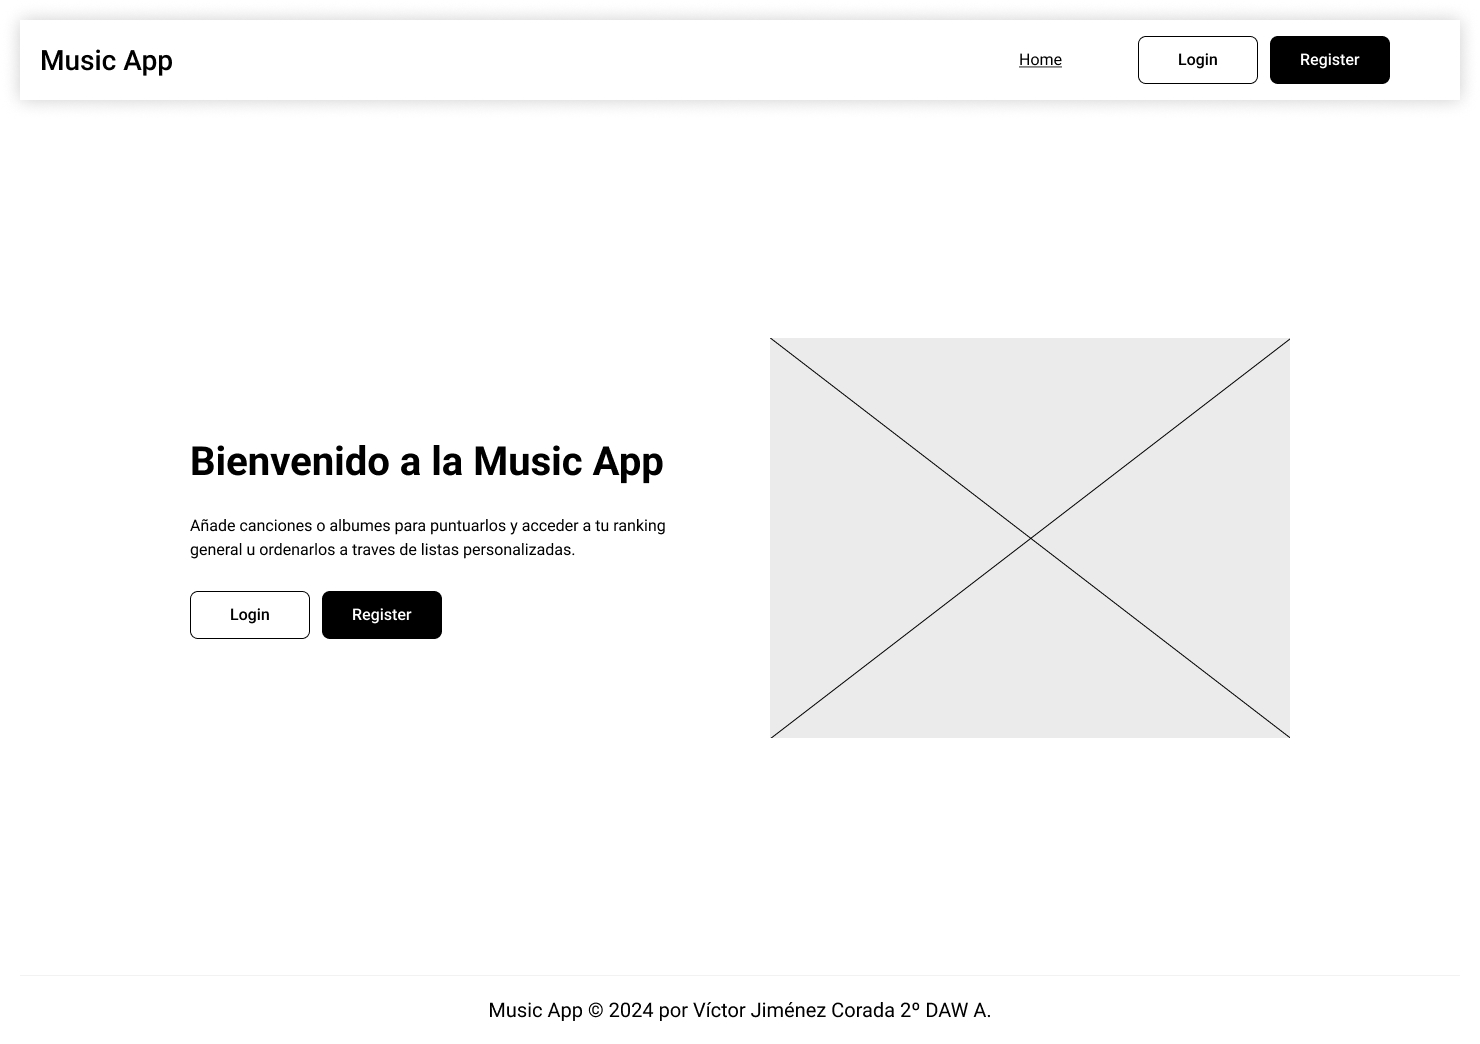 Music App
Home
Login
Register
Bienvenido a la Music App
Añade canciones o albumes para puntuarlos y acceder a tu ranking
general u ordenarlos a traves de listas personalizadas.
Login
Register
Music App © 2024 por Víctor Jiménez Corada 2º DAW A.